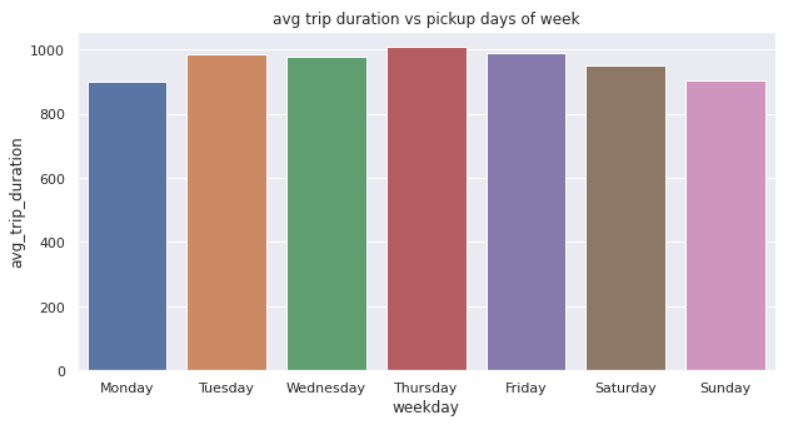 avg trip duration vs pickup days of week
avg_trip_duration
1000
800
600
400
200
0
Monday Tuesday Wednesday Thursday Friday Saturday Sunday
weekday